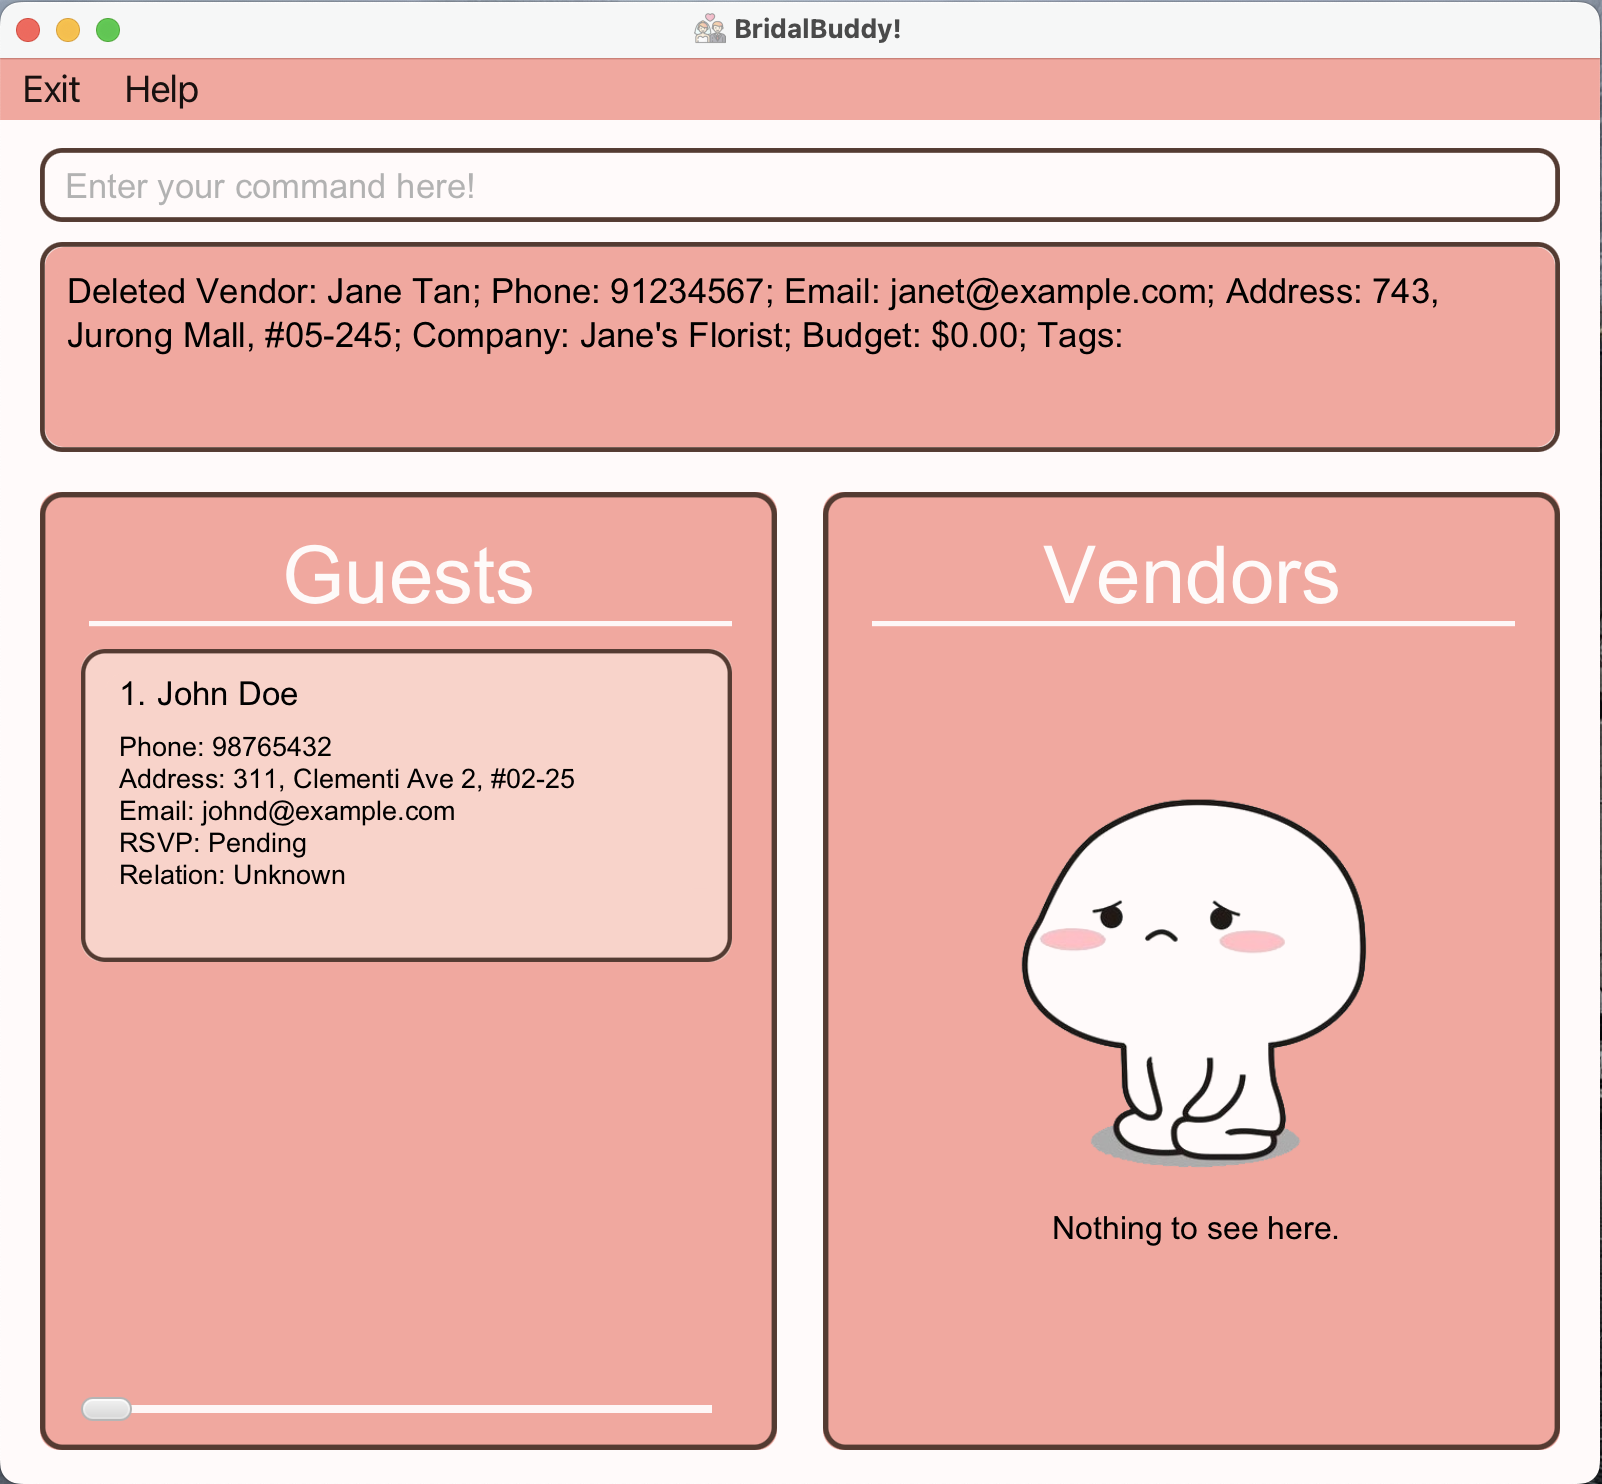 BridalBuddy!
Exit Help
Enter your command here!
Deleted Vendor: Jane Tan; Phone: 91234567; Email: janet@example.com; Address: 743,
Jurong Mall, #05-245; Company: Jane's Florist; Budget: $0.00; Tags:
Guests
1. John Doe
Phone: 98765432
Address: 311, Clementi Ave 2, #02-25
Email: johnd@example.com
RSVP: Pending
Relation: Unknown
Vendors
Nothing to see here.